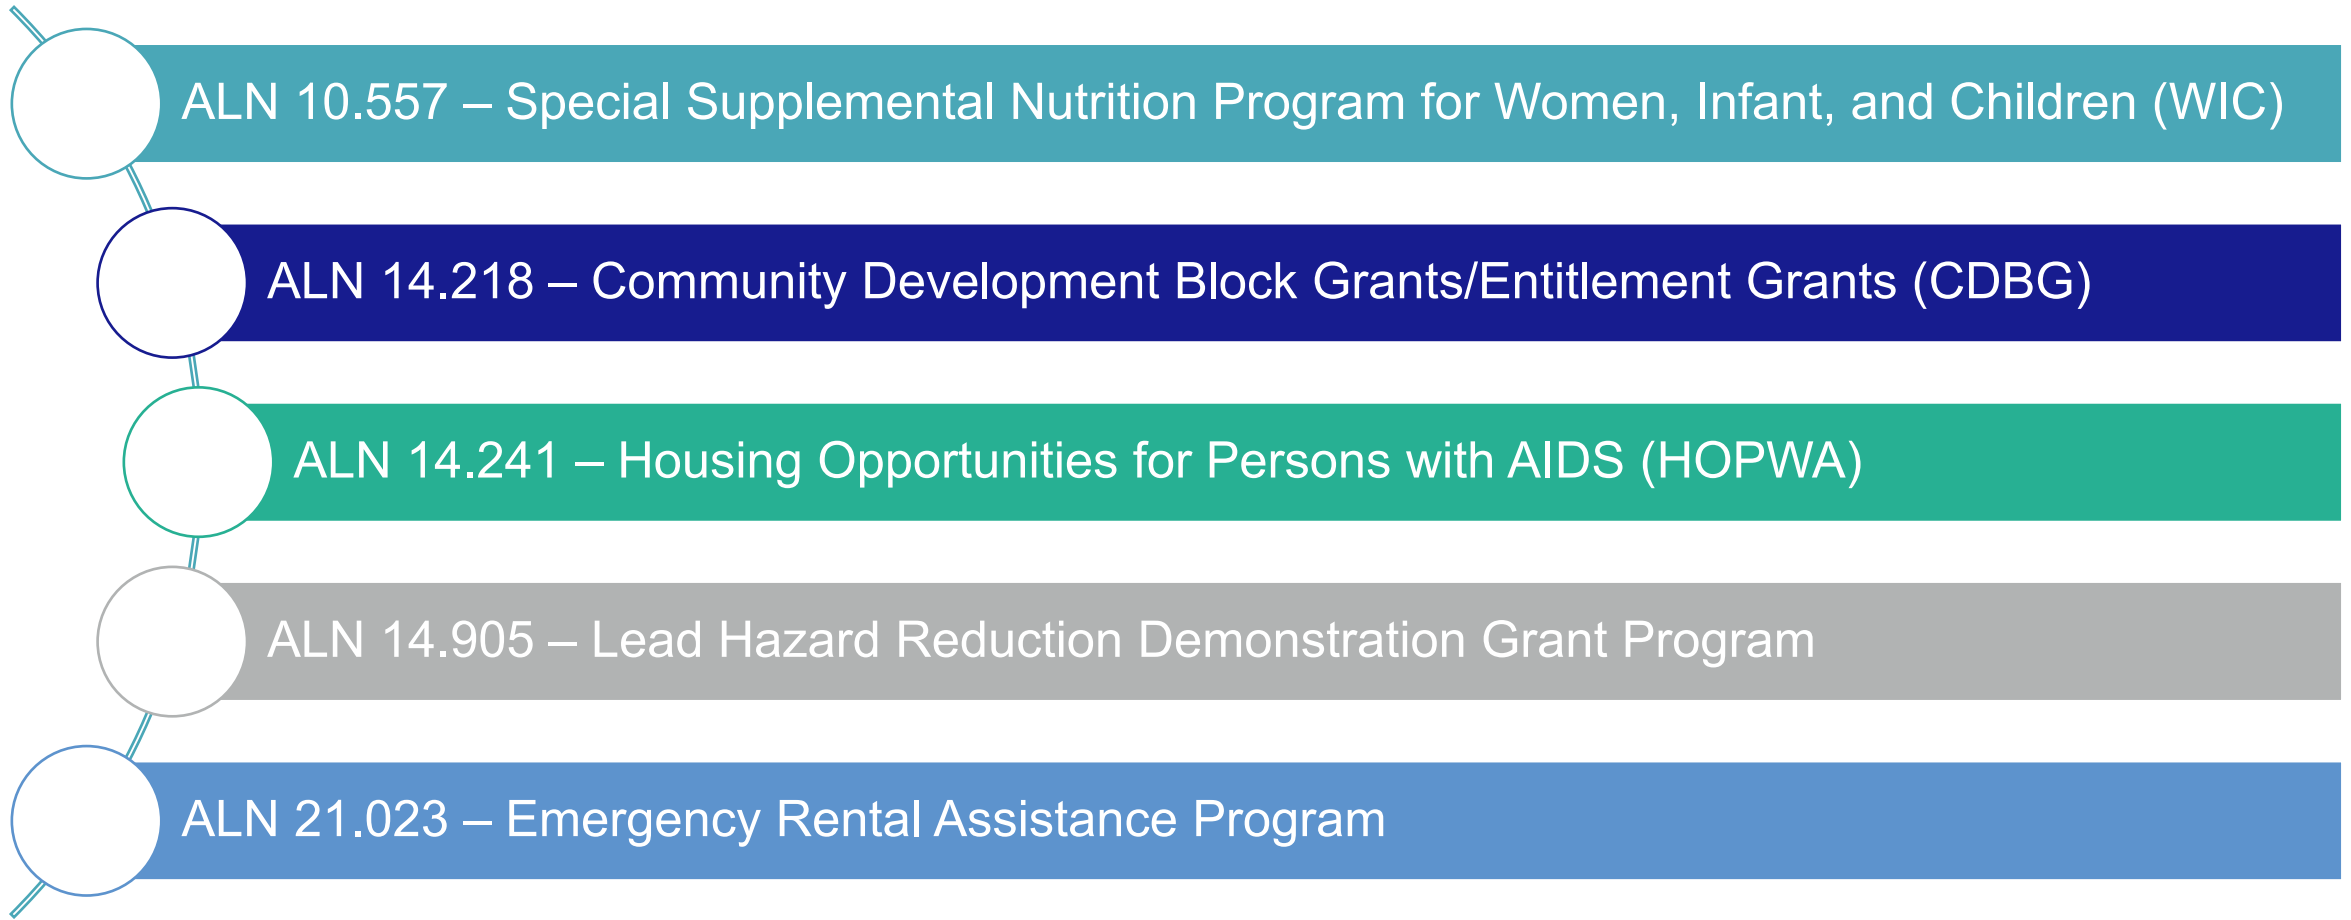 ALN 10.557 – Special Supplemental Nutrition Program for Women, Infant, and Children (WIC)
ALN 14.218 – Community Development Block Grants/Entitlement Grants (CDBG)
ALN 14.241 – Housing Opportunities for Persons with AIDS (HOPWA)
ALN 14.905 – Lead Hazard Reduction Demonstration Grant Program
ALN 21.023 – Emergency Rental Assistance Program